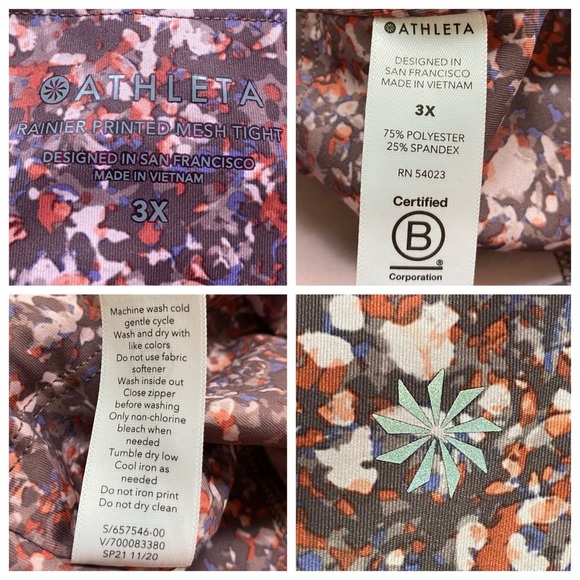 ATHLETA
RAINIER PRINTED MESH TIGHT
DESIGNED IN SAN FRANCISCO
MADE IN VIETNAM
3X
ATHLETA
DESIGNED IN
SAN FRANCISCO
MADE IN VIETNAM
3X
75% POLYESTER
25% SPANDEX
RN 54023
Certified
B
®
Corporation
Machine wash cold
gentle cycle
Wash and dry with
like colors
Do not use fabric
softener
Wash inside out
Close zipper
before washing
Only non-chlorine
bleach when
needed
Tumble dry low
Cool iron as
needed
Do not iron print
Do not dry clean
S/657546-00
V/700083380
SP21 11/20